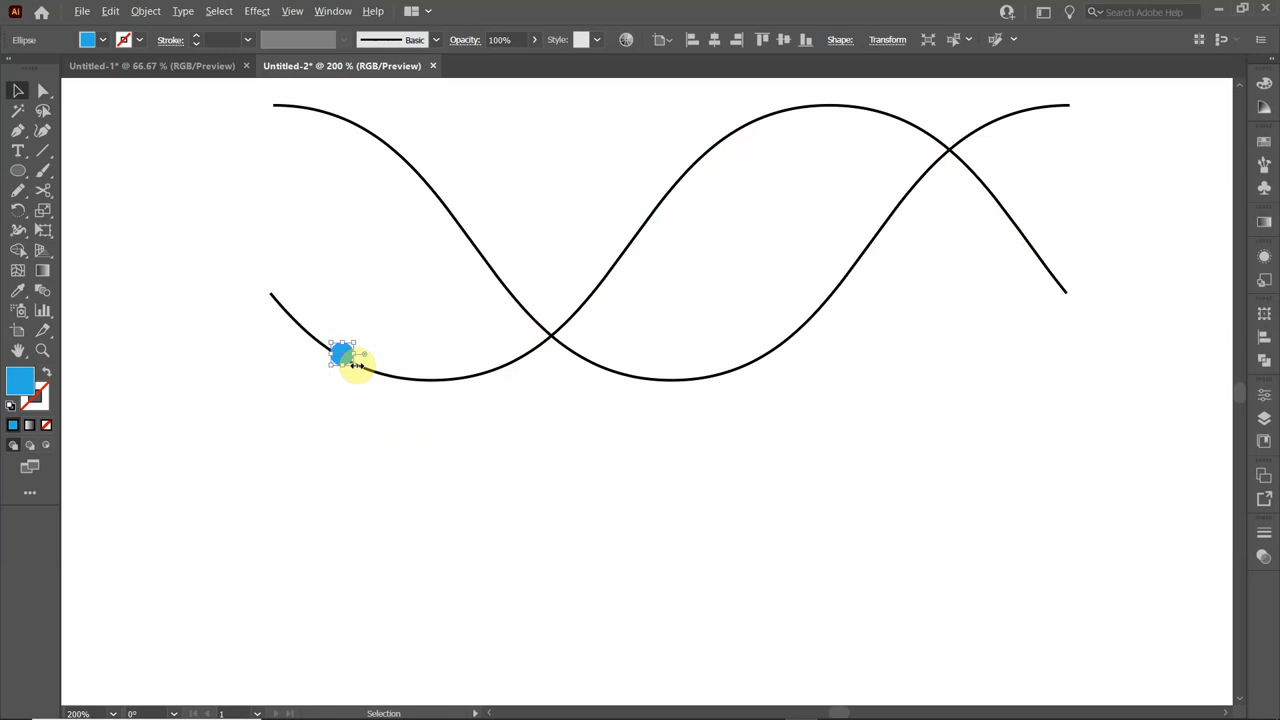 Ai File Edit Object Type Select Effect View Window Help Search Adobe Help
Ellipse Stroke: Basic Opacity: 100% Style: Shape: Transform
Untitled-1* @ 66.67 % (RGB/Preview) × Untitled-2* @ 200 % (RGB/Preview) ×
T
200% 0° 1 Selection